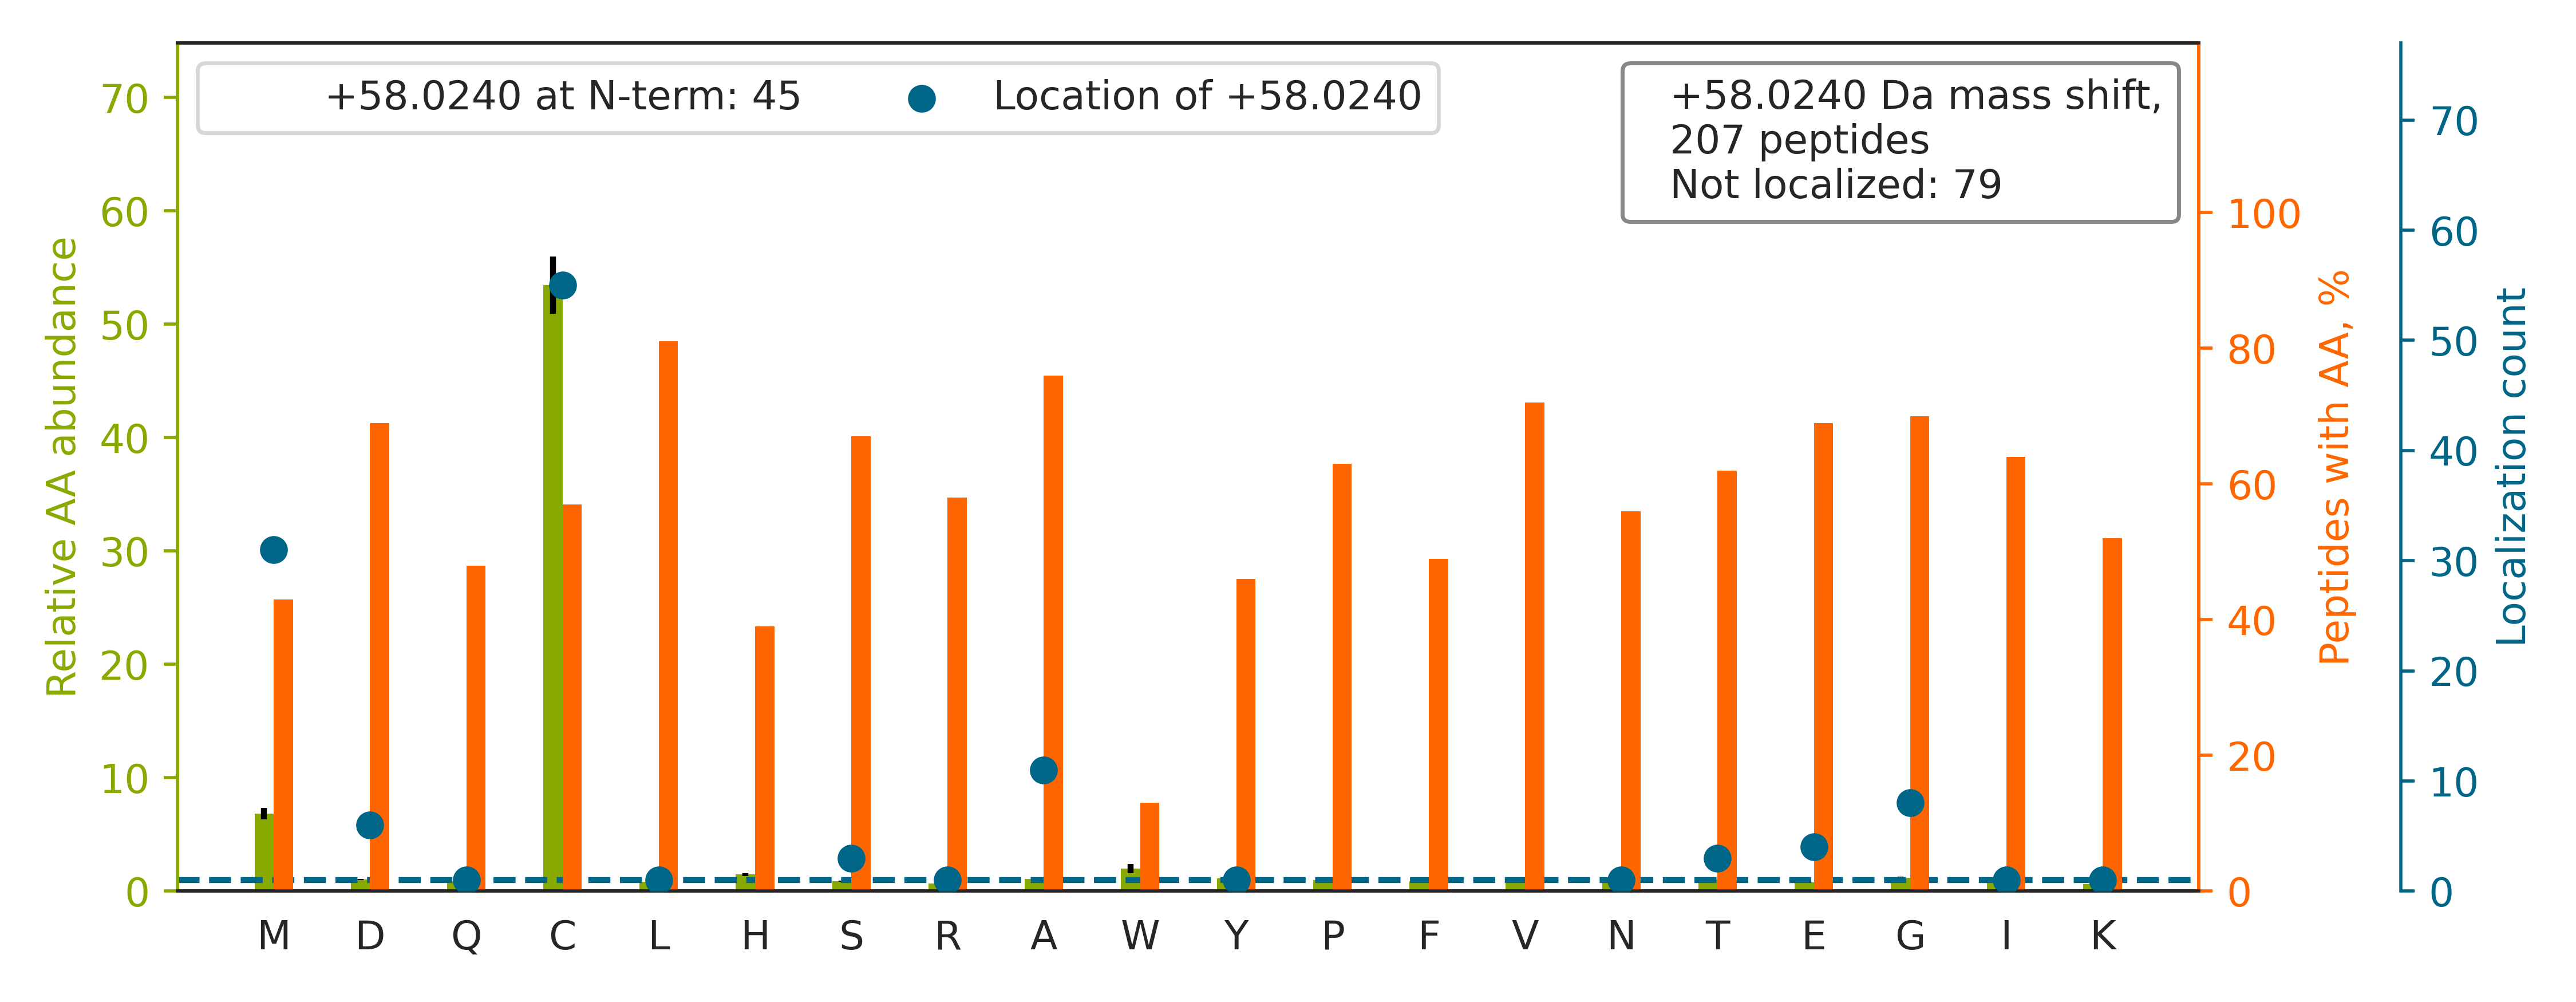 +58.0240 at N-term: 45
Location of +58.0240
+58.0240 Da mass shift,
207 peptides
Not localized: 79
Relative AA abundance
70
60
50
40
30
20
10
0
Peptides with AA, %
100
80
60
40
20
0
Localization count
70
60
50
40
30
20
10
0
M D Q C L H S R A W Y P F V N T E G I K